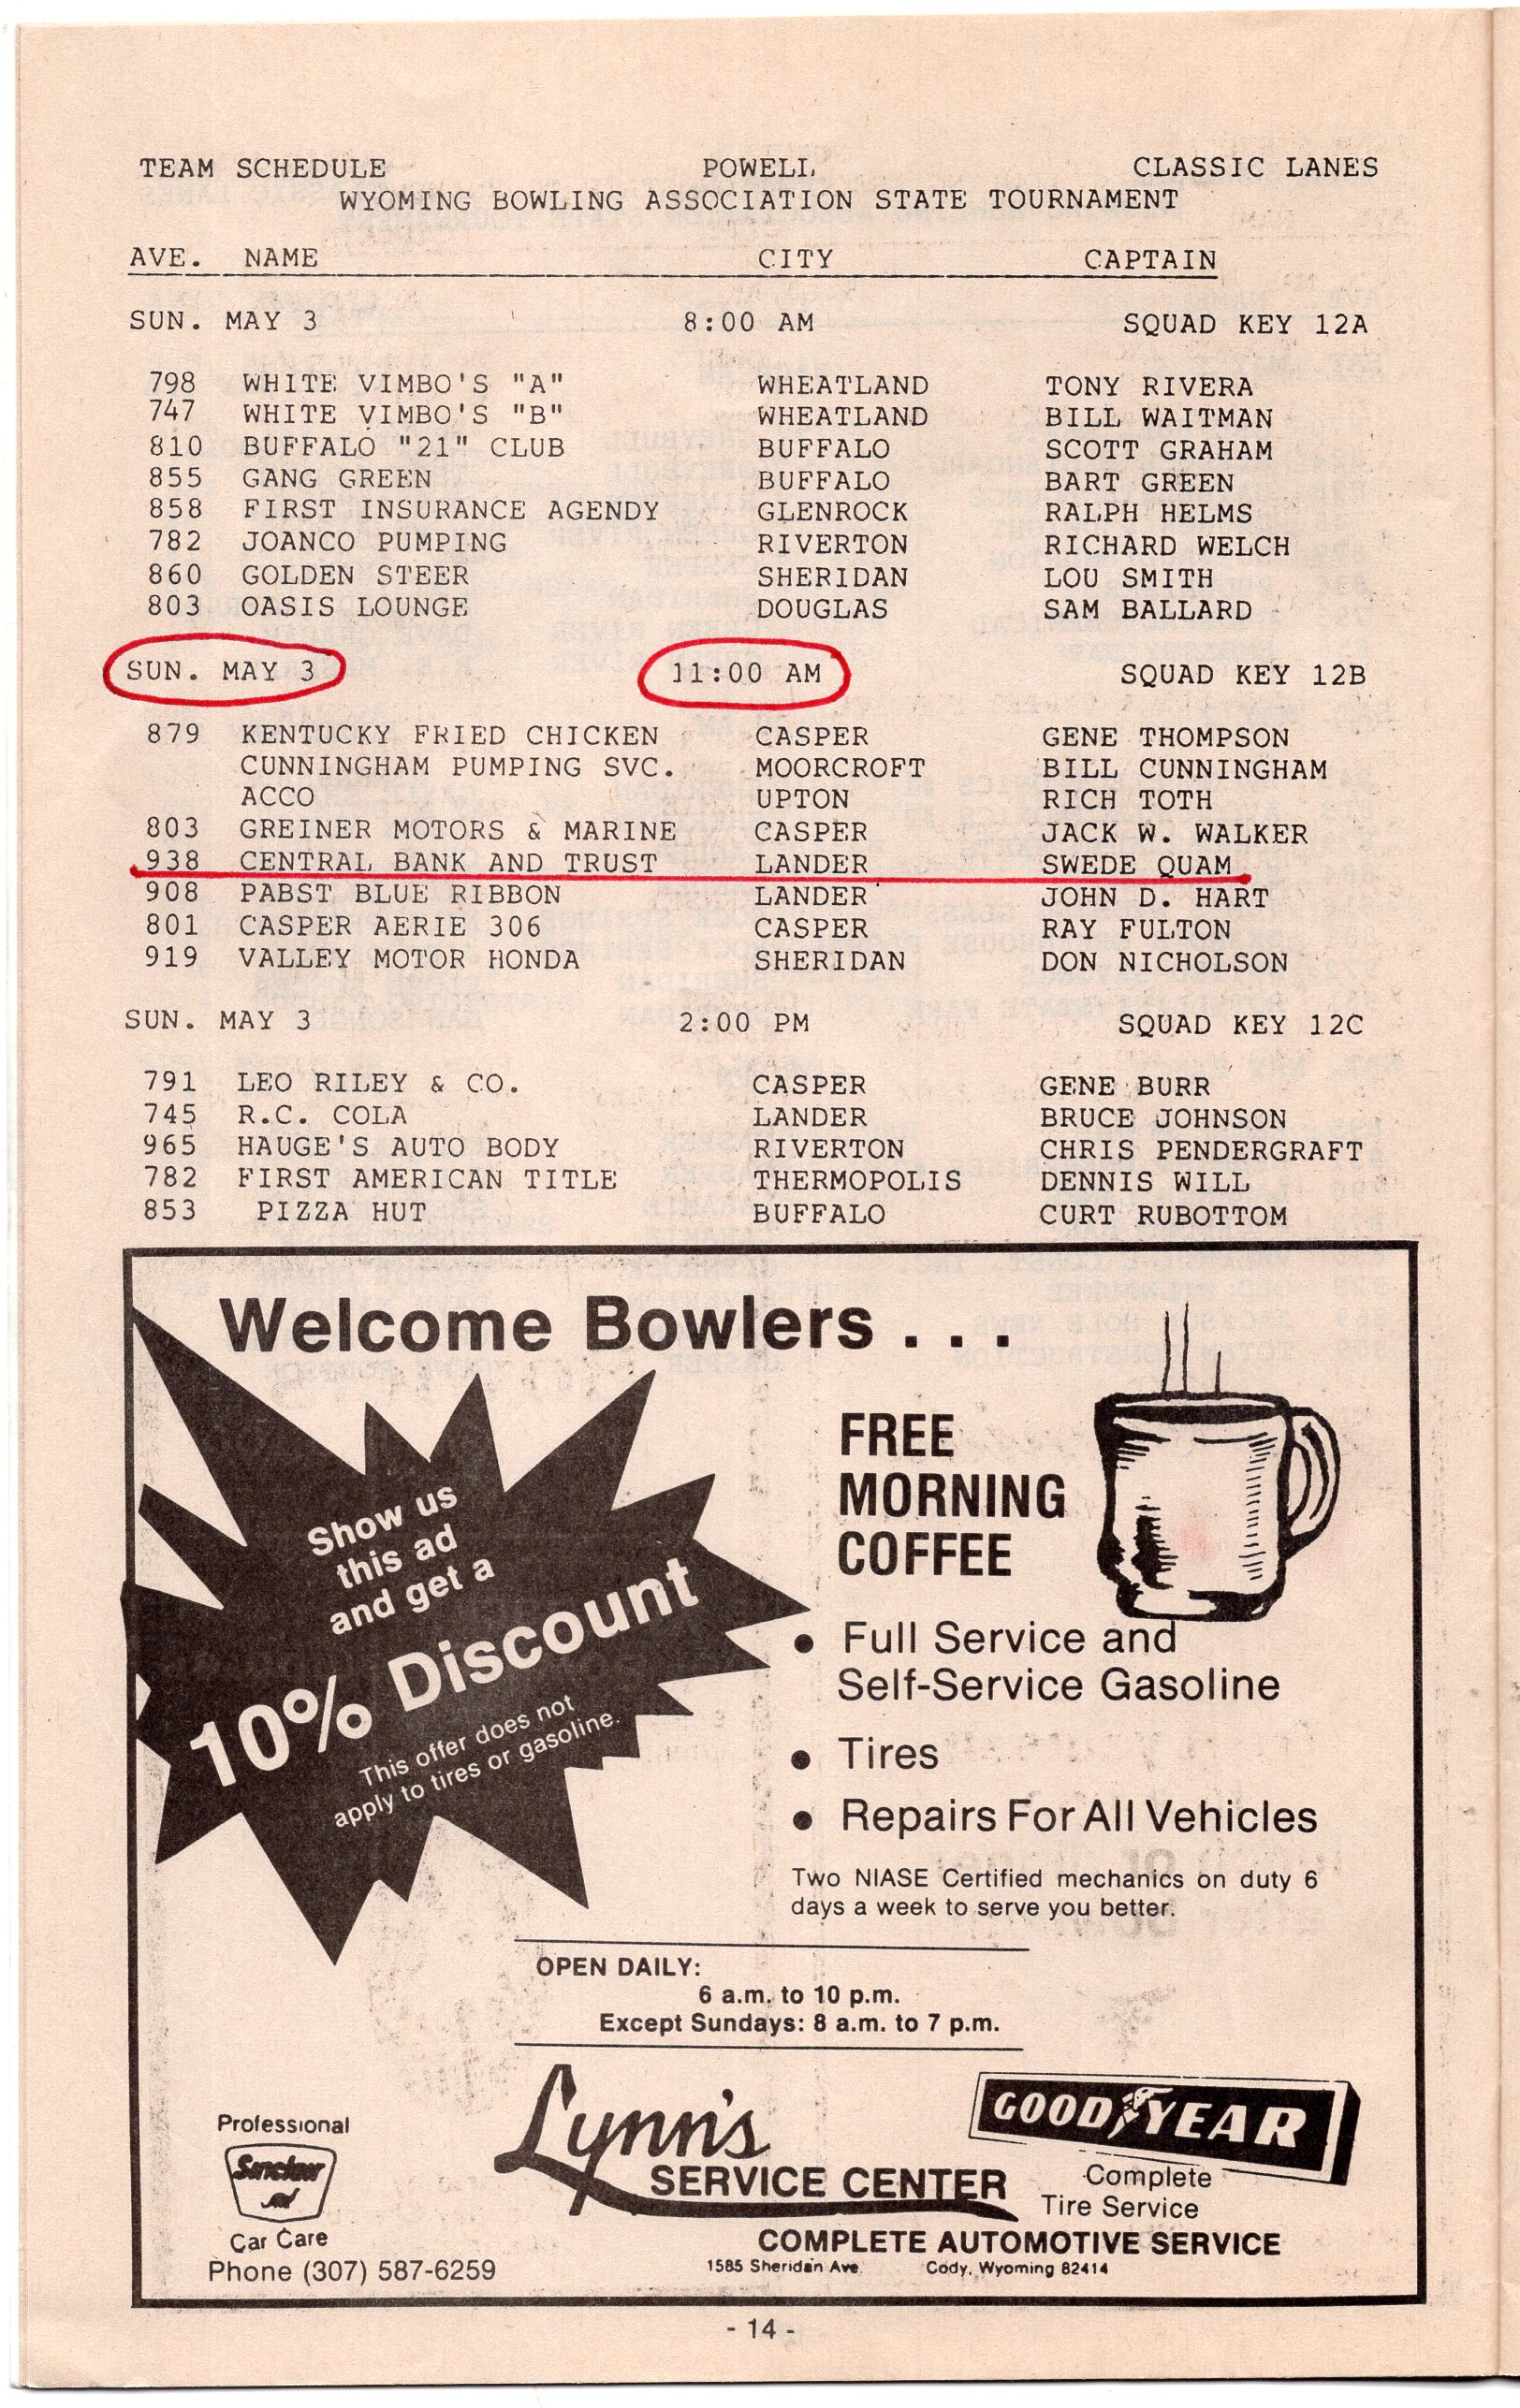 TEAM SCHEDULE POWELL CLASSIC LANES
WYOMING BOWLING ASSOCIATION STATE TOURNAMENT
AVE. NAME CITY CAPTAIN
SUN. MAY 3 8:00 AM SQUAD KEY 12A
798 WHITE VIMBO'S "A" WHEATLAND TONY RIVERA
747 WHITE VIMBO'S "B" WHEATLAND BILL WAITMAN
810 BUFFALO "21" CLUB BUFFALO SCOTT GRAHAM
855 GANG GREEN BUFFALO BART GREEN
858 FIRST INSURANCE AGENDY GLENROCK RALPH HELMS
782 JOANCO PUMPING RIVERTON RICHARD WELCH
860 GOLDEN STEER SHERIDAN LOU SMITH
803 OASIS LOUNGE DOUGLAS SAM BALLARD
SUN. MAY 3 11:00 AM SQUAD KEY 12B
879 KENTUCKY FRIED CHICKEN CASPER GENE THOMPSON
CUNNINGHAM PUMPING SVC. MOORCROFT BILL CUNNINGHAM
ACCO UPTON RICH TOTH
803 GREINER MOTORS & MARINE CASPER JACK W. WALKER
938 CENTRAL BANK AND TRUST LANDER SWEDE QUAM
908 PABST BLUE RIBBON LANDER JOHN D. HART
801 CASPER AERIE 306 CASPER RAY FULTON
919 VALLEY MOTOR HONDA SHERIDAN DON NICHOLSON
SUN. MAY 3 2:00 PM SQUAD KEY 12C
791 LEO RILEY & CO. CASPER GENE BURR
745 R.C. COLA LANDER BRUCE JOHNSON
965 HAUGE'S AUTO BODY RIVERTON CHRIS PENDERGRAFT
782 FIRST AMERICAN TITLE THERMOPOLIS DENNIS WILL
853 PIZZA HUT BUFFALO CURT RUBOTTOM
Welcome Bowlers . . .
Show us
this ad
and get a
10% Discount
This offer does not
apply to tires or gasoline.
FREE
MORNING
COFFEE
• Full Service and
Self-Service Gasoline
• Tires
• Repairs For All Vehicles
Two NIASE Certified mechanics on duty 6
days a week to serve you better.
OPEN DAILY:
6 a.m. to 10 p.m.
Except Sundays: 8 a.m. to 7 p.m.
Professional
Sinclair
Car Care
Phone (307) 587-6259
Lynn's
SERVICE CENTER
GOODYEAR
Complete
Tire Service
COMPLETE AUTOMOTIVE SERVICE
1585 Sheridan Ave. Cody, Wyoming 82414
- 14 -